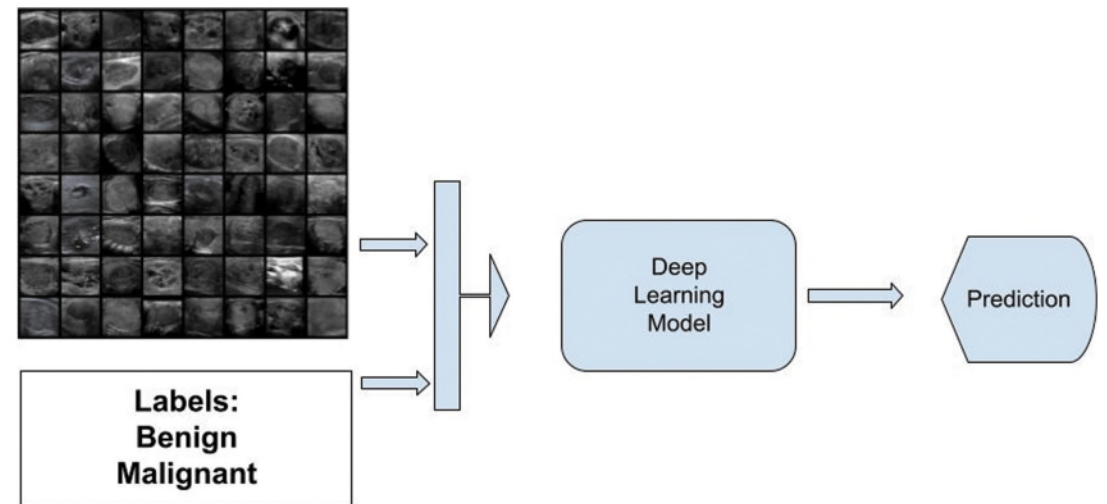 Labels:
Benign
Malignant
Deep
Learning
Model
Prediction